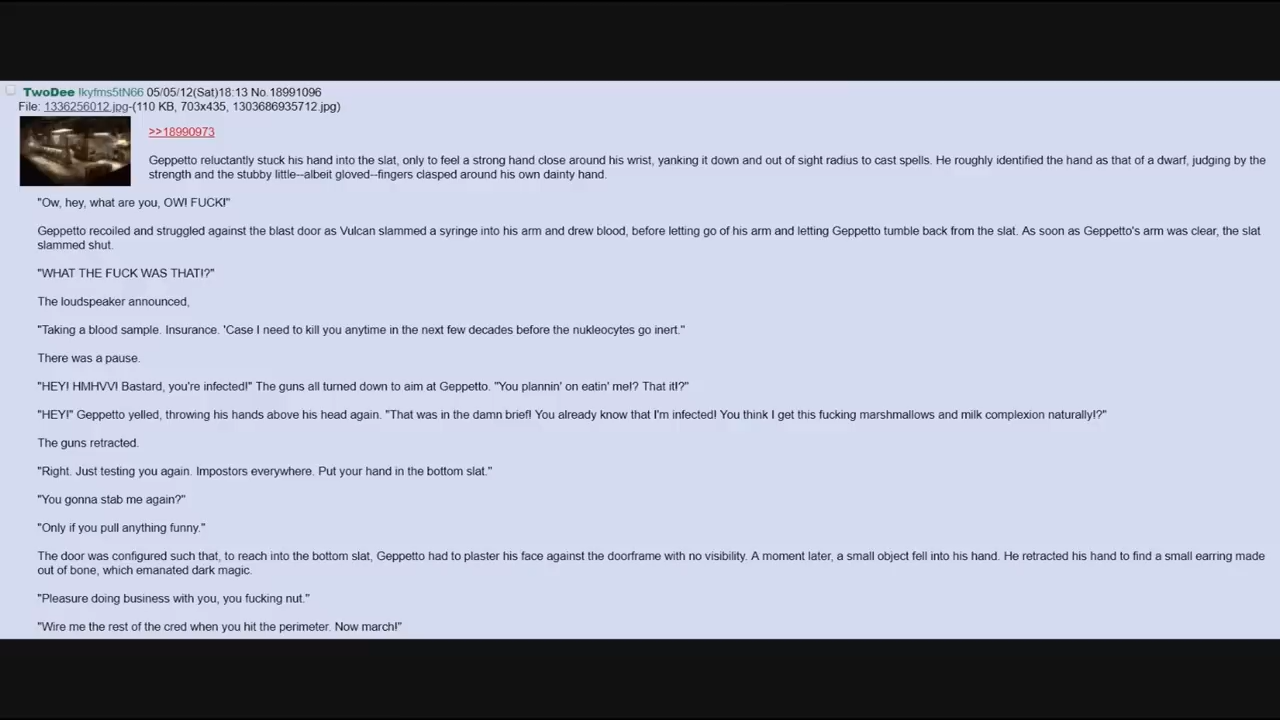 TwoDee !kyfms5tN66 05/05/12(Sat)18:13 No.18991096
File: 1336256012.jpg-(110 KB, 703x435, 1303686935712.jpg)
>>18990973
Geppetto reluctantly stuck his hand into the slat, only to feel a strong hand close around his wrist, yanking it down and out of sight radius to cast spells. He roughly identified the hand as that of a dwarf, judging by the
strength and the stubby little--albeit gloved--fingers clasped around his own dainty hand.
"Ow, hey, what are you, OW! FUCK!"
Geppetto recoiled and struggled against the blast door as Vulcan slammed a syringe into his arm and drew blood, before letting go of his arm and letting Geppetto tumble back from the slat. As soon as Geppetto's arm was clear, the slat
slammed shut.
"WHAT THE FUCK WAS THAT!?"
The loudspeaker announced,
"Taking a blood sample. Insurance. 'Case I need to kill you anytime in the next few decades before the nukleocytes go inert."
There was a pause.
"HEY! HMHVV! Bastard, you're infected!" The guns all turned down to aim at Geppetto. "You plannin' on eatin' me!? That it!?"
"HEY!" Geppetto yelled, throwing his hands above his head again. "That was in the damn brief! You already know that I'm infected! You think I get this fucking marshmallows and milk complexion naturally!?"
The guns retracted.
"Right. Just testing you again. Impostors everywhere. Put your hand in the bottom slat."
"You gonna stab me again?"
"Only if you pull anything funny."
The door was configured such that, to reach into the bottom slat, Geppetto had to plaster his face against the doorframe with no visibility. A moment later, a small object fell into his hand. He retracted his hand to find a small earring made
out of bone, which emanated dark magic.
"Pleasure doing business with you, you fucking nut."
"Wire me the rest of the cred when you hit the perimeter. Now march!"